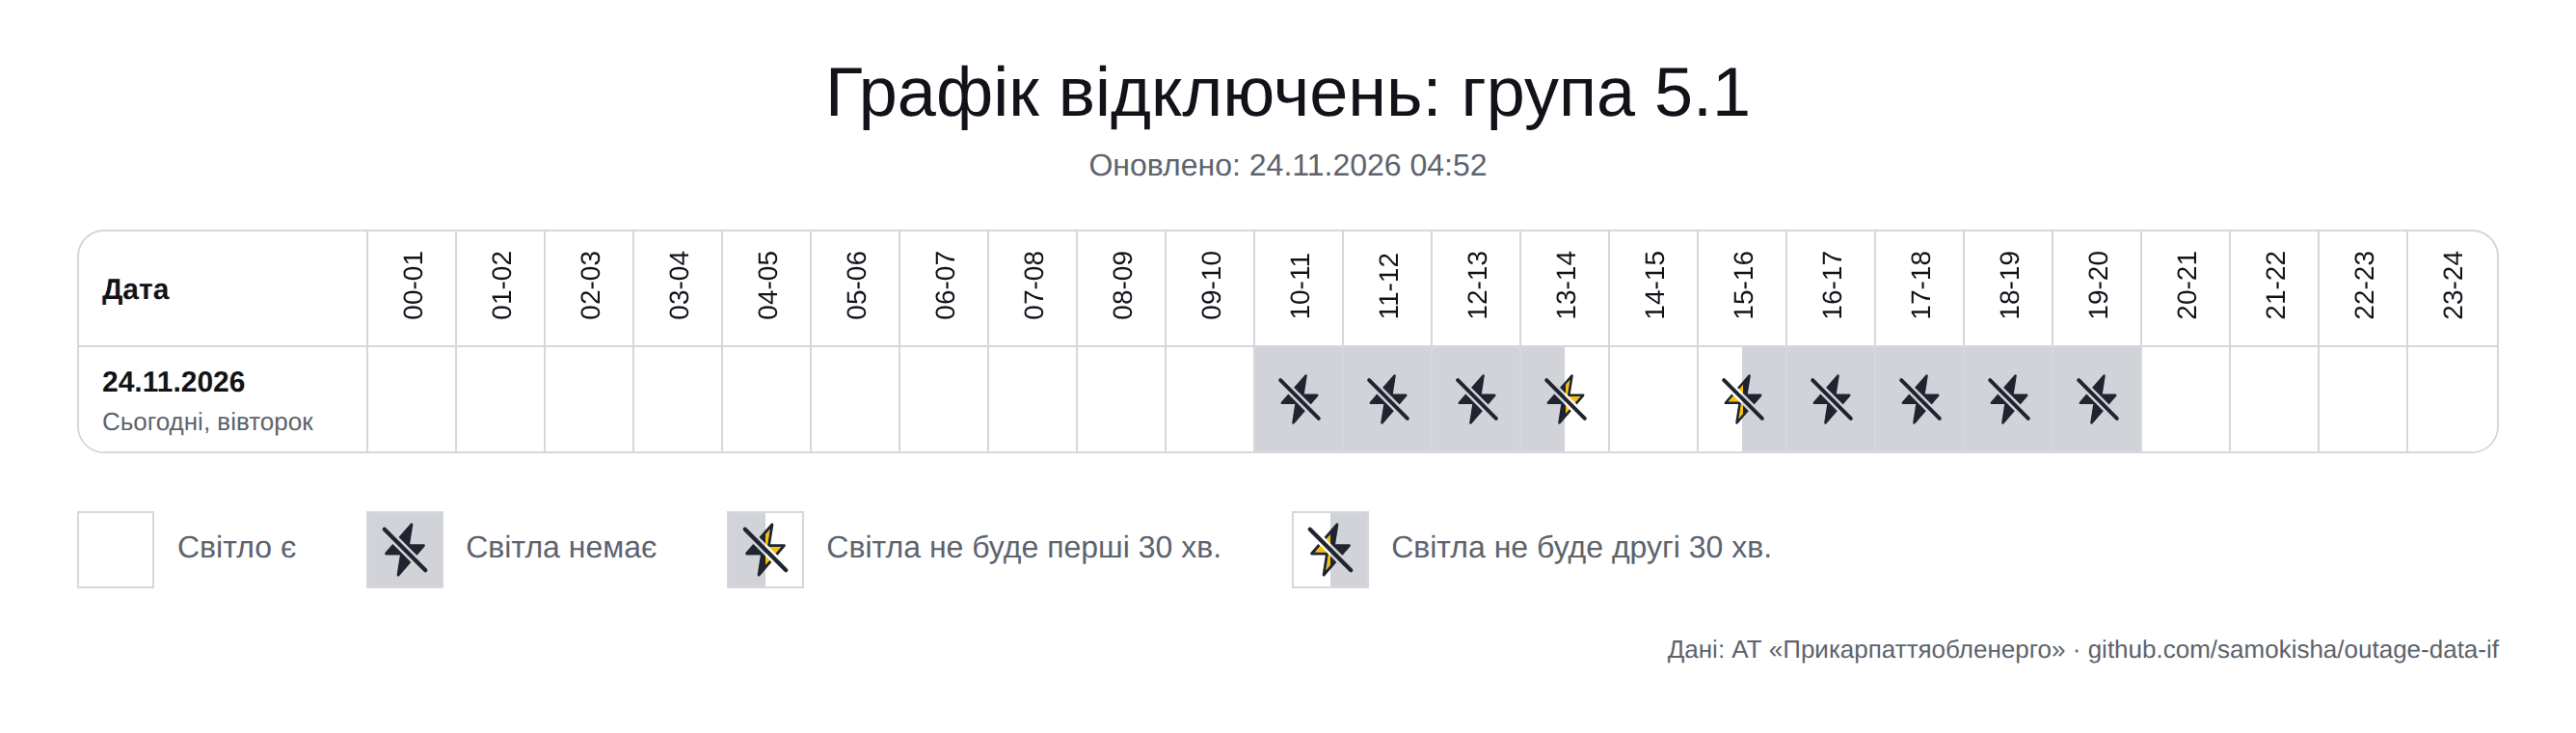 Графік відключень: група 5.1
Оновлено: 24.11.2026 04:52
Дата 00-01 01-02 02-03 03-04 04-05 05-06 06-07 07-08 08-09 09-10 10-11 11-12 12-13 13-14 14-15 15-16 16-17 17-18 18-19 19-20 20-21 21-22 22-23 23-24
24.11.2026
Сьогодні, вівторок
Світло є Світла немає Світла не буде перші 30 хв. Світла не буде другі 30 хв.
Дані: АТ «Прикарпаттяобленерго» · github.com/samokisha/outage-data-if